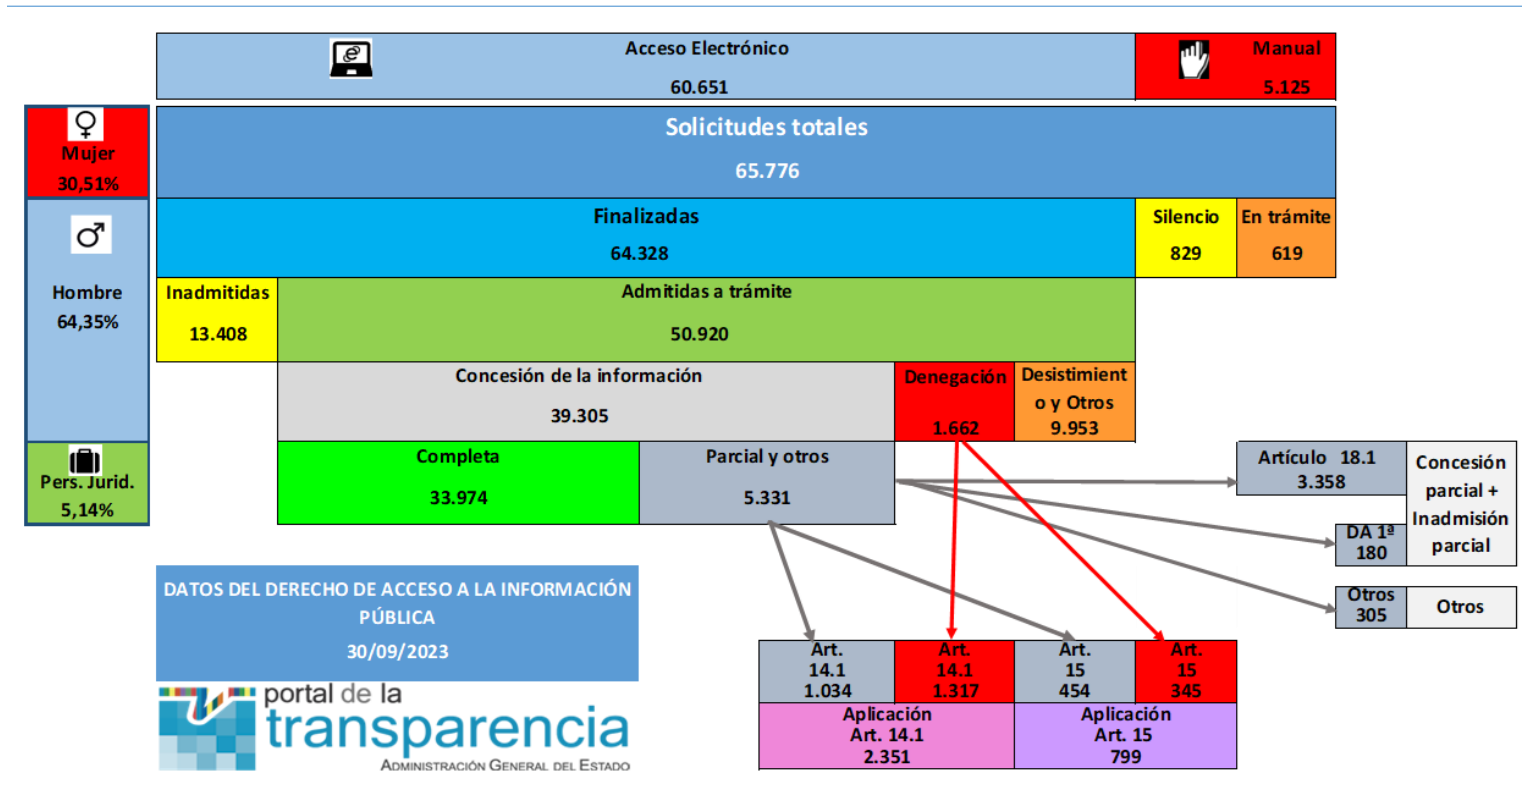 Acceso Electrónico
60.651
Manual
5.125
Mujer
30,51%
Hombre
64,35%
Pers. Jurid.
5,14%
Solicitudes totales
65.776
Finalizadas
64.328
Silencio
829
En trámite
619
Inadmitidas
13.408
Admitidas a trámite
50.920
Concesión de la información
39.305
Denegación
1.662
Desistimient
o y Otros
9.953
Completa
33.974
Parcial y otros
5.331
Artículo 18.1
3.358
DA 1ª
180
Concesión
parcial +
Inadmisión
parcial
Otros
305
Otros
DATOS DEL DERECHO DE ACCESO A LA INFORMACIÓN
PÚBLICA
30/09/2023
Art.
14.1
1.034
Art.
14.1
1.317
Art.
15
454
Art.
15
345
Aplicación
Art. 14.1
2.351
Aplicación
Art. 15
799
portal de la
transparencia
ADMINISTRACIÓN GENERAL DEL ESTADO